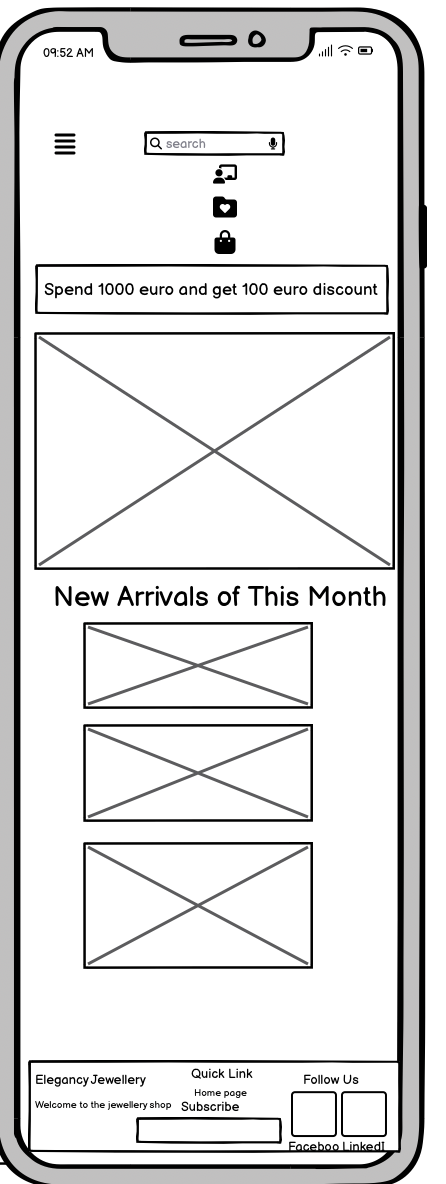 09:52 AM
search
Spend 1000 euro and get 100 euro discount
New Arrivals of This Month
Elegancy Jewellery
Welcome to the jewellery shop
Quick Link
Home page
Subscribe
Follow Us
Faceboo LinkedI